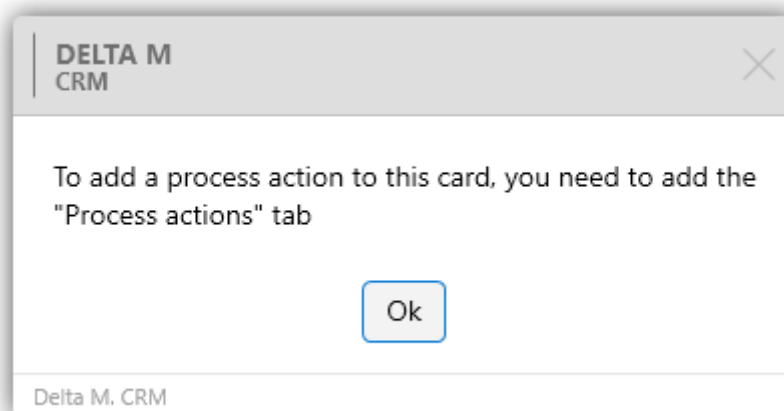 DELTA M
CRM
To add a process action to this card, you need to add the
"Process actions" tab
Ok
Delta M. CRM